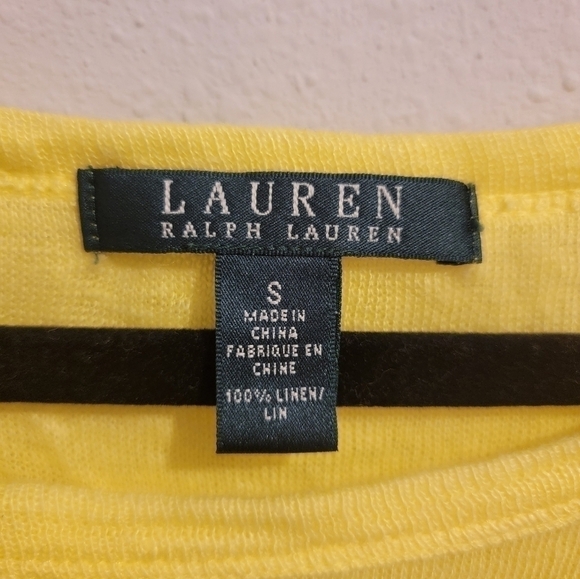 LAUREN
RALPH LAUREN
S
MADE IN
CHINA
FABRIQUE EN
CHINE
100% LINEN/
LIN